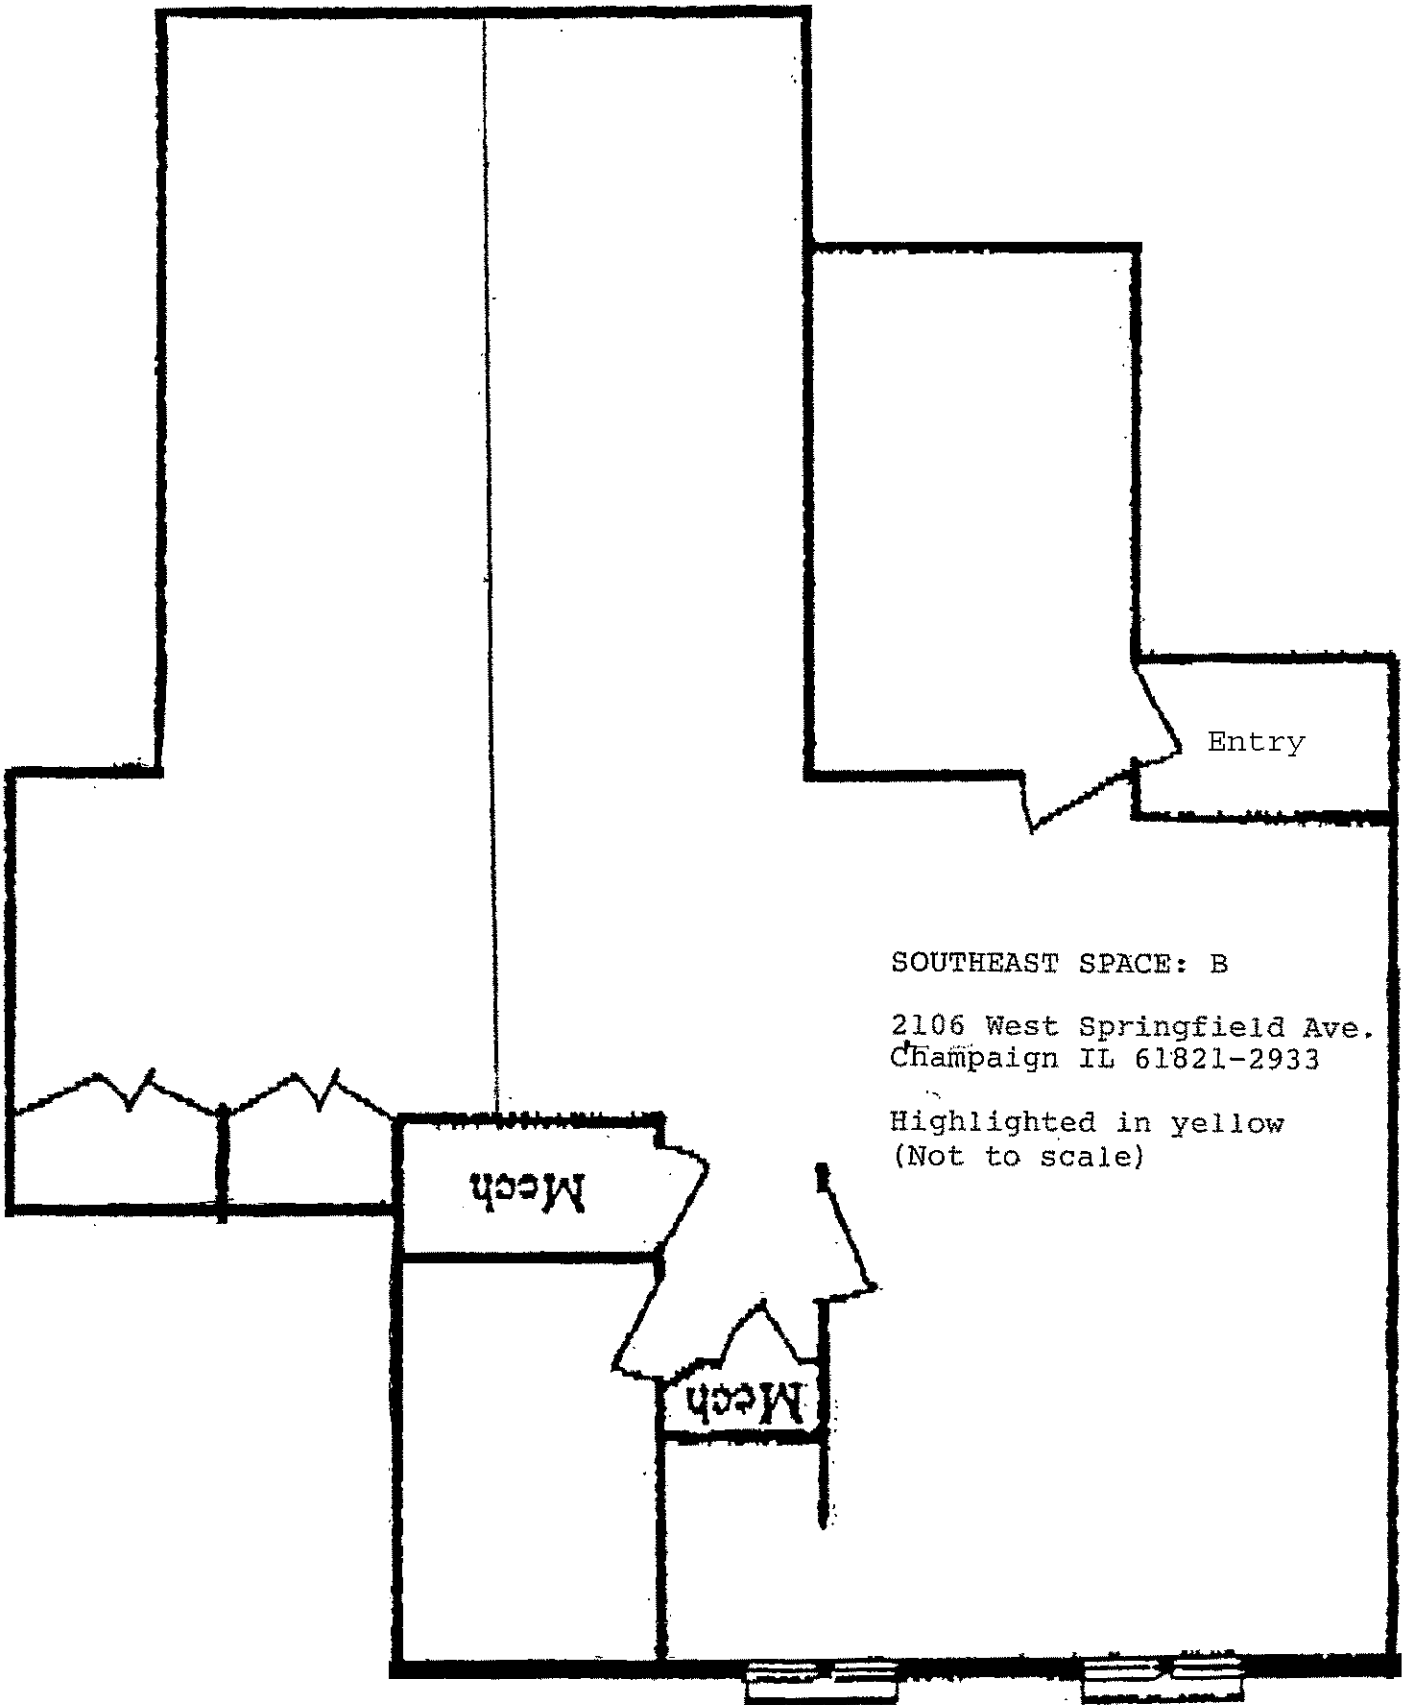 Entry
SOUTHEAST SPACE: B
2106 West Springfield Ave.
Champaign IL 61821-2933
Highlighted in yellow
(Not to scale)
Mech
Mech